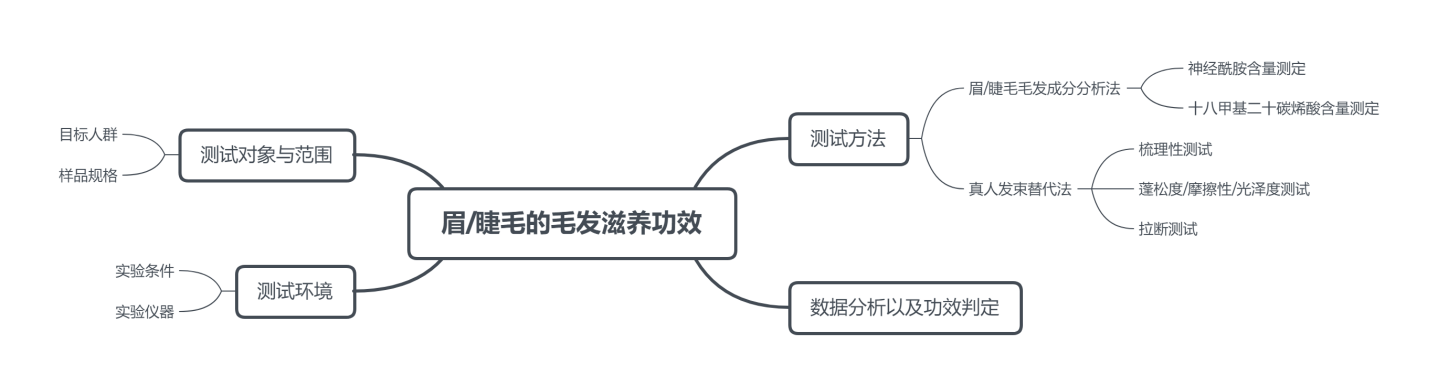 眉/睫毛的毛发滋养功效
测试对象与范围
目标人群
样品规格
测试环境
实验条件
实验仪器
测试方法
眉/睫毛毛发成分分析法
神经酰胺含量测定
十八甲基二十碳烯酸含量测定
真人发束替代法
梳理性测试
蓬松度/摩擦性/光泽度测试
拉断测试
数据分析以及功效判定